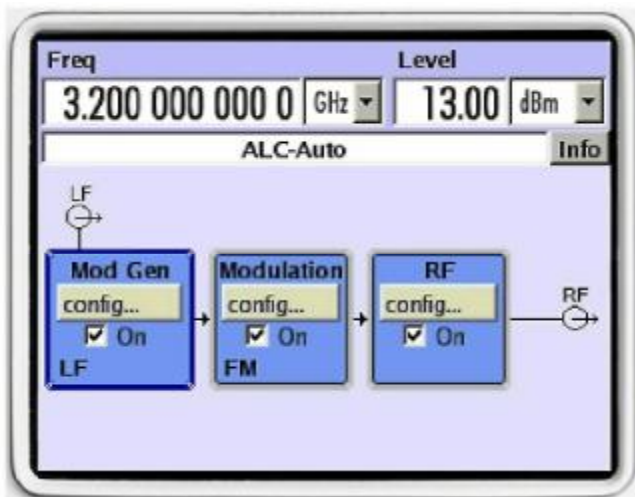 Freq Level
3.200 000 000 0 GHz 13.00 dBm
ALC-Auto Info
LF
Mod Gen Modulation RF
config... config... config... RF
On On On
LF FM